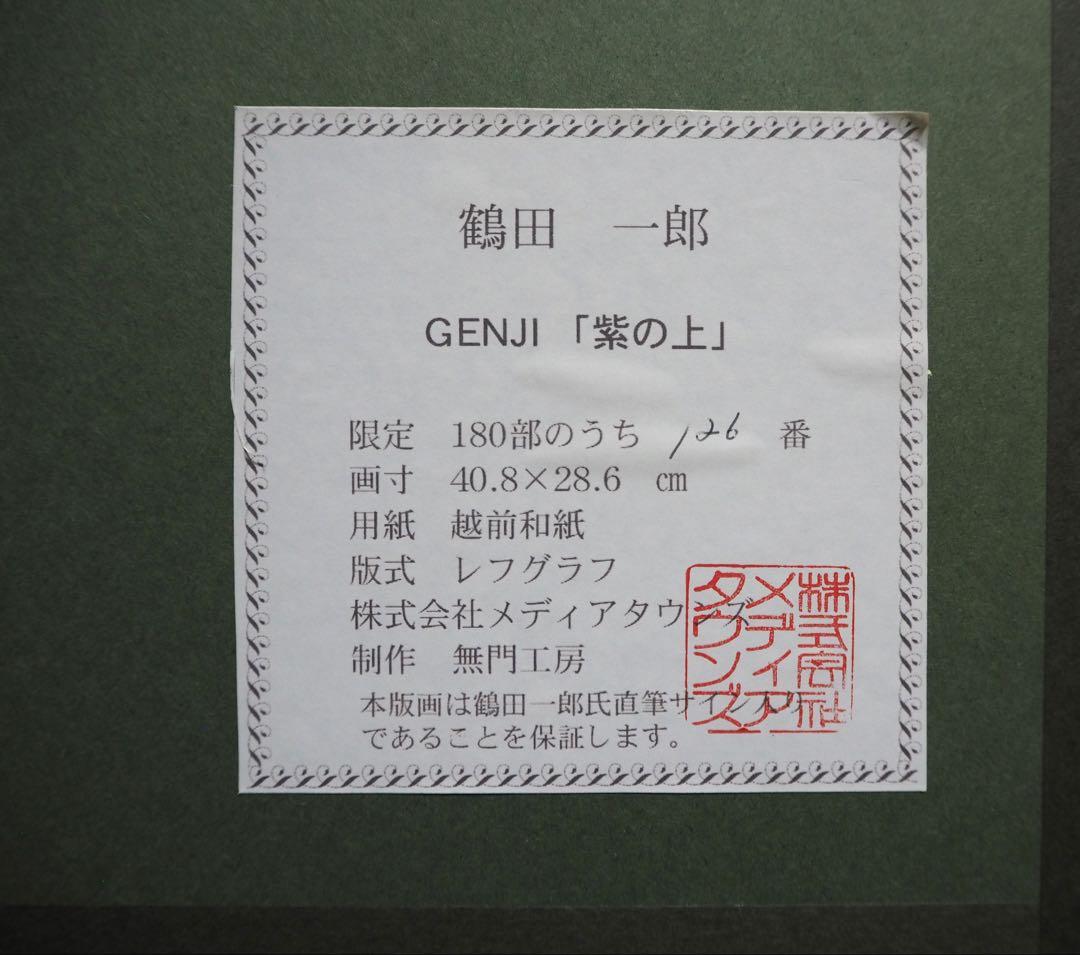 鶴田　一郎
GENJI「紫の上」
限定　180部のうち　126　番
画寸　40.8×28.6　㎝
用紙　越前和紙
版式　レフグラフ
株式会社メディアタウンズ
制作　無門工房
本版画は鶴田一郎氏直筆サイン入り
であることを保証します。
株式会社
メディア
タウンズ